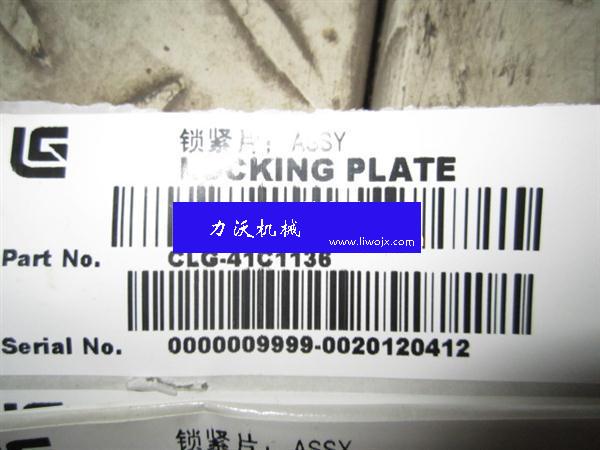 锁紧片；ASSY
LOCKING PLATE
力沃机械
www.liwojx.com
Part No. CLG-41C1136
Serial No. 0000009999-0020120412
锁紧片；ASSY